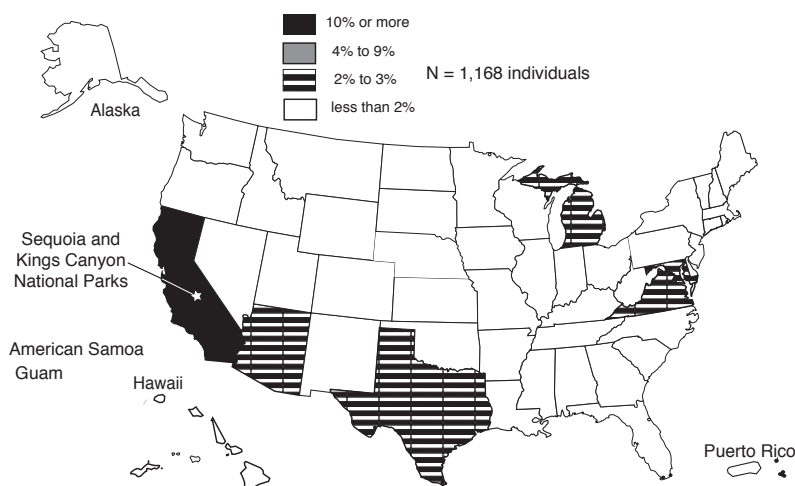 10% or more
4% to 9%
2% to 3%
less than 2%
N = 1,168 individuals
Alaska
Sequoia and
Kings Canyon
National Parks
American Samoa
Guam
Hawaii
Puerto Rico